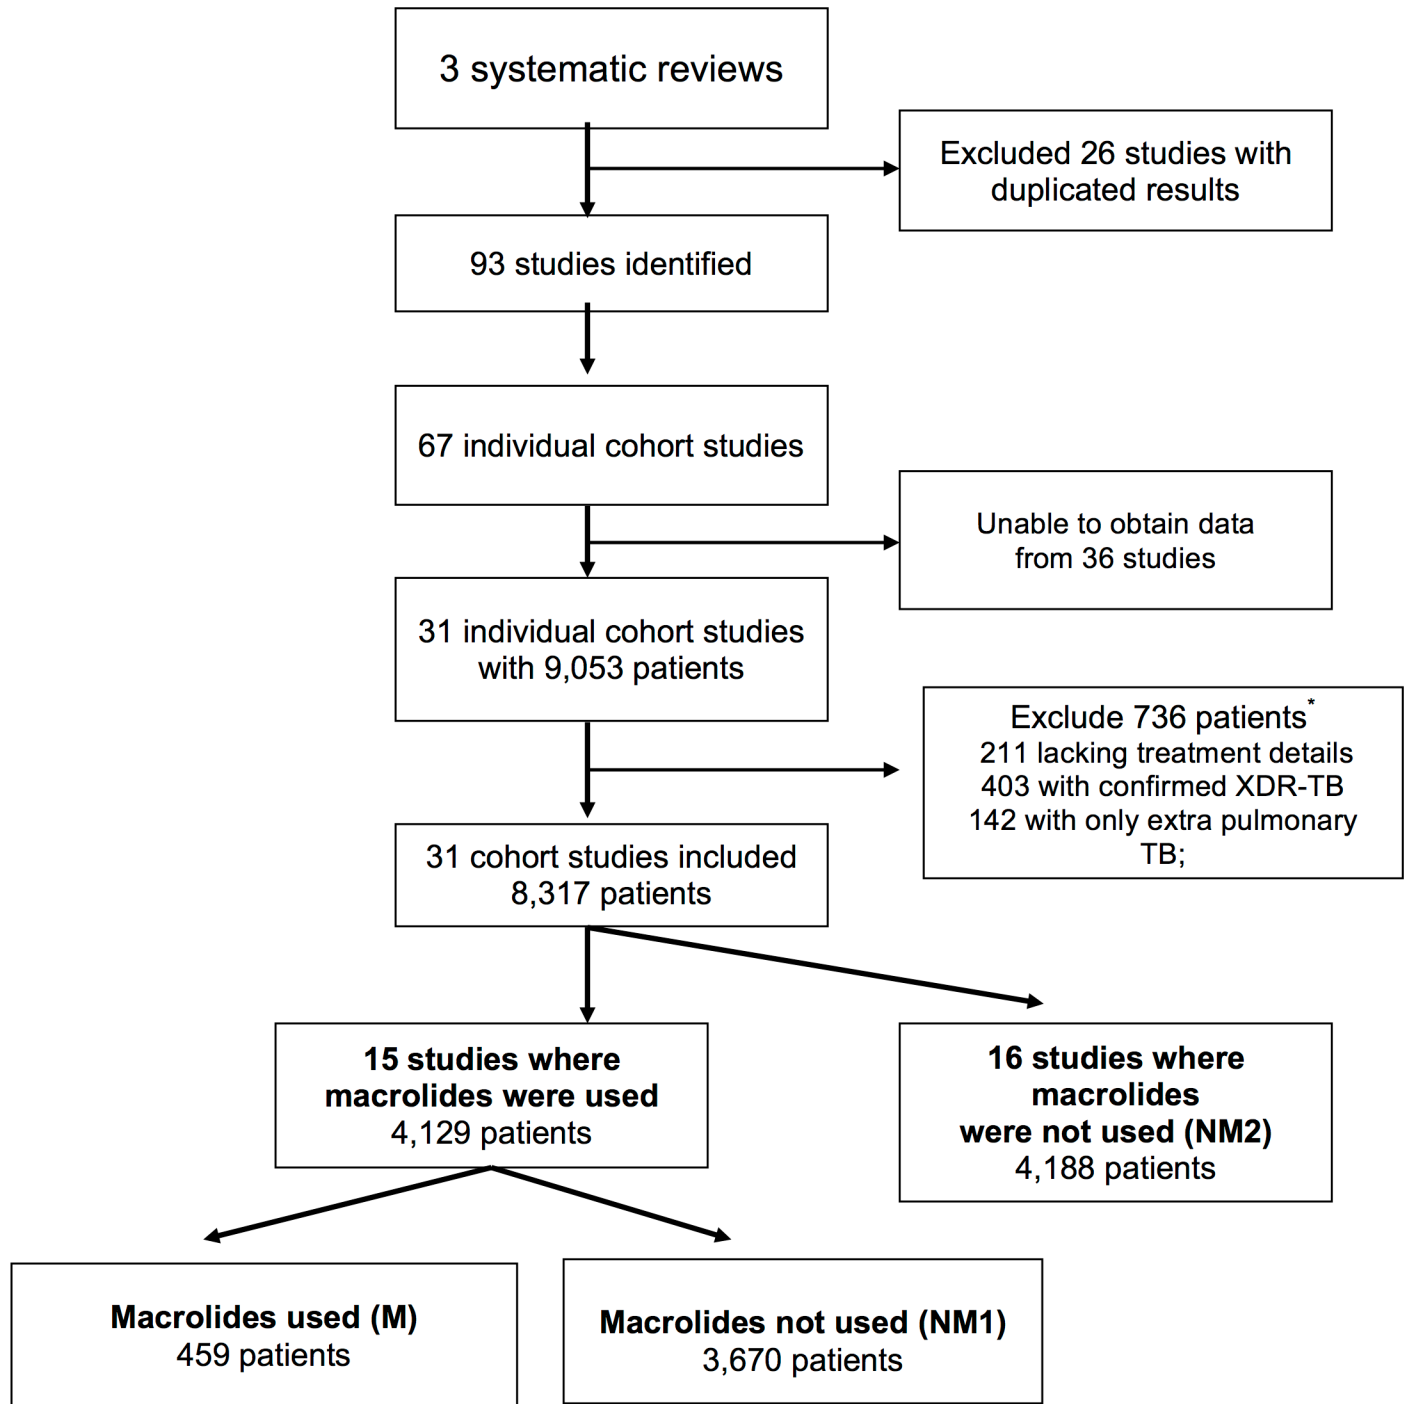 3 systematic reviews
Excluded 26 studies with
duplicated results
93 studies identified
67 individual cohort studies
Unable to obtain data
from 36 studies
31 individual cohort studies
with 9,053 patients
Exclude 736 patients*
211 lacking treatment details
403 with confirmed XDR-TB
142 with only extra pulmonary
TB;
31 cohort studies included
8,317 patients
15 studies where
macrolides were used
4,129 patients
16 studies where
macrolides
were not used (NM2)
4,188 patients
Macrolides used (M)
459 patients
Macrolides not used (NM1)
3,670 patients